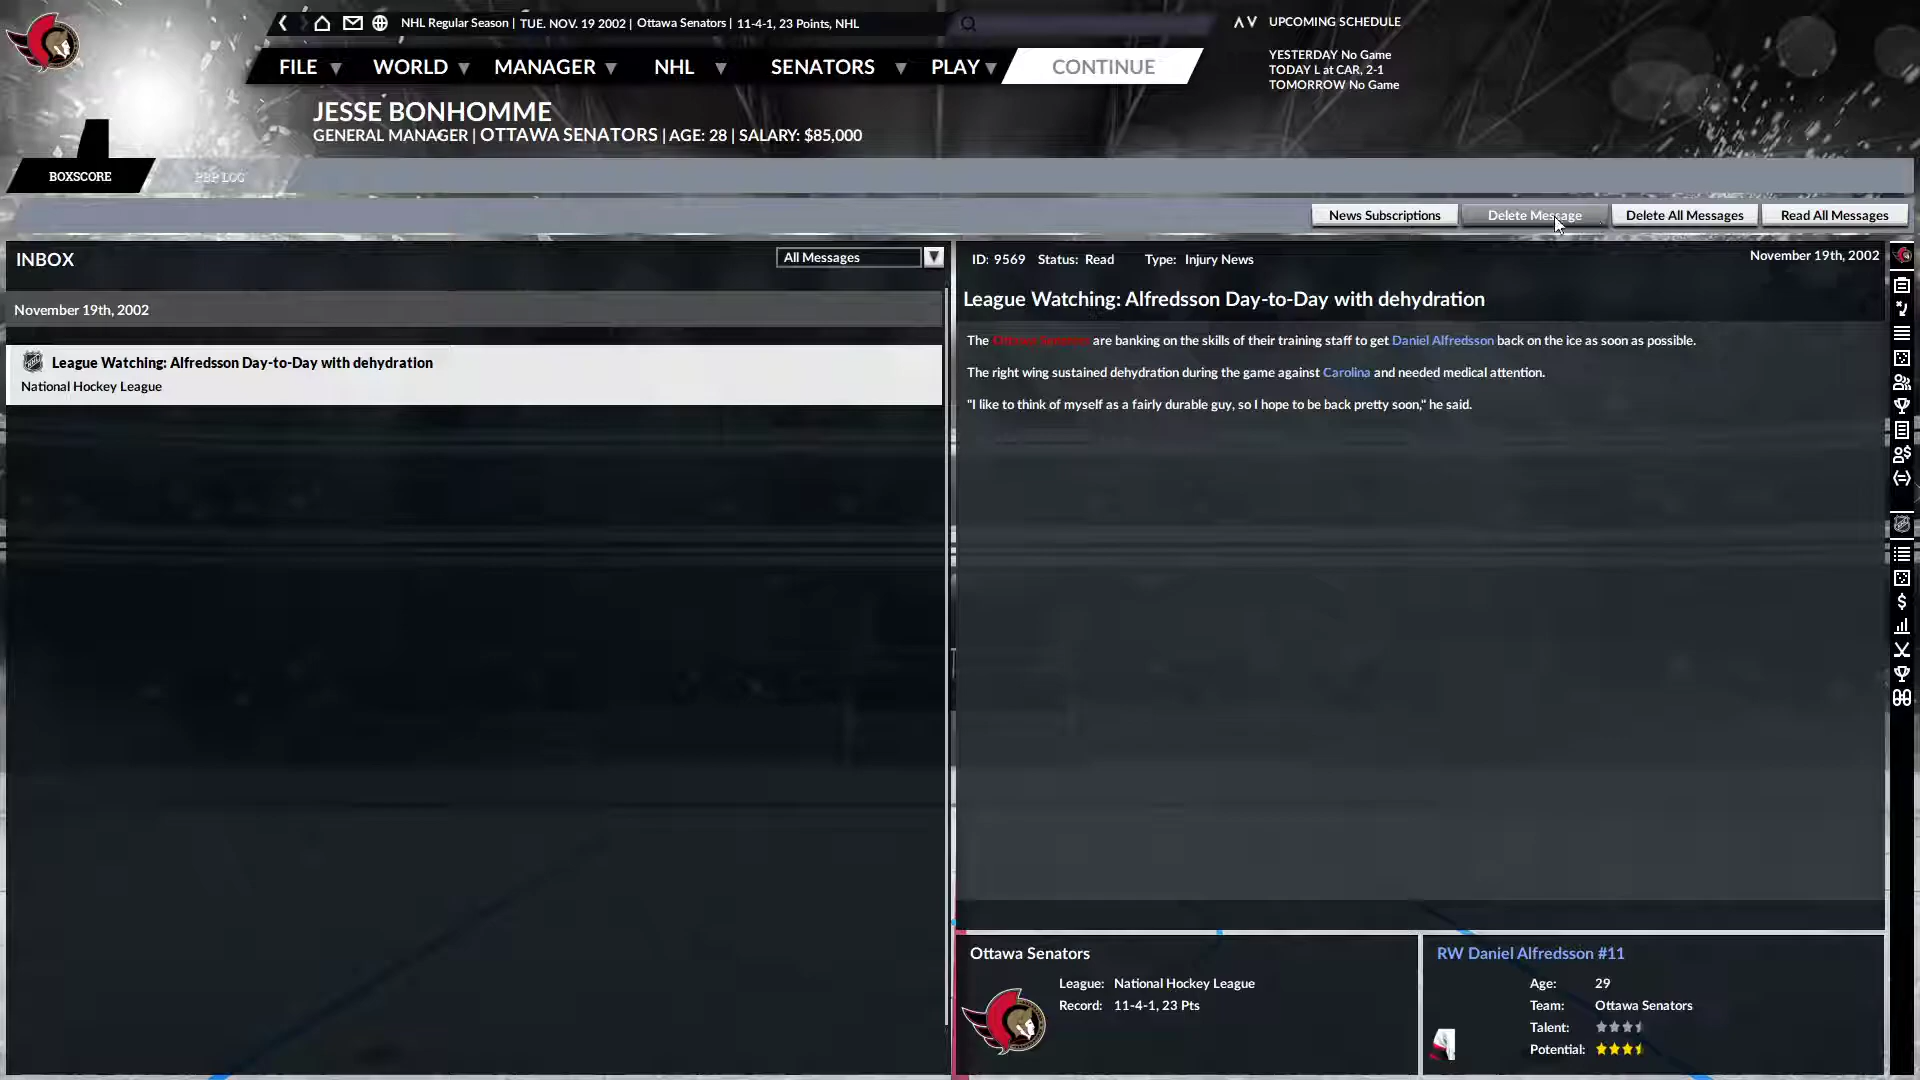 NHL Regular Season | TUE. NOV. 19 2002 | Ottawa Senators | 11-4-1, 23 Points, NHL
UPCOMING SCHEDULE
YESTERDAY No Game
TODAY L at CAR, 2-1
TOMORROW No Game
FILE WORLD MANAGER NHL SENATORS PLAY CONTINUE
JESSE BONHOMME
GENERAL MANAGER | OTTAWA SENATORS | AGE: 28 | SALARY: $85,000
BOXSCORE PBP LOG
News Subscriptions Delete Message Delete All Messages Read All Messages
INBOX All Messages
November 19th, 2002
League Watching: Alfredsson Day-to-Day with dehydration
National Hockey League
ID: 9569 Status: Read Type: Injury News November 19th, 2002
League Watching: Alfredsson Day-to-Day with dehydration
The Ottawa Senators are banking on the skills of their training staff to get Daniel Alfredsson back on the ice as soon as possible.
The right wing sustained dehydration during the game against Carolina and needed medical attention.
"I like to think of myself as a fairly durable guy, so I hope to be back pretty soon," he said.
Ottawa Senators
League: National Hockey League
Record: 11-4-1, 23 Pts
RW Daniel Alfredsson #11
Age: 29
Team: Ottawa Senators
Talent:
Potential: